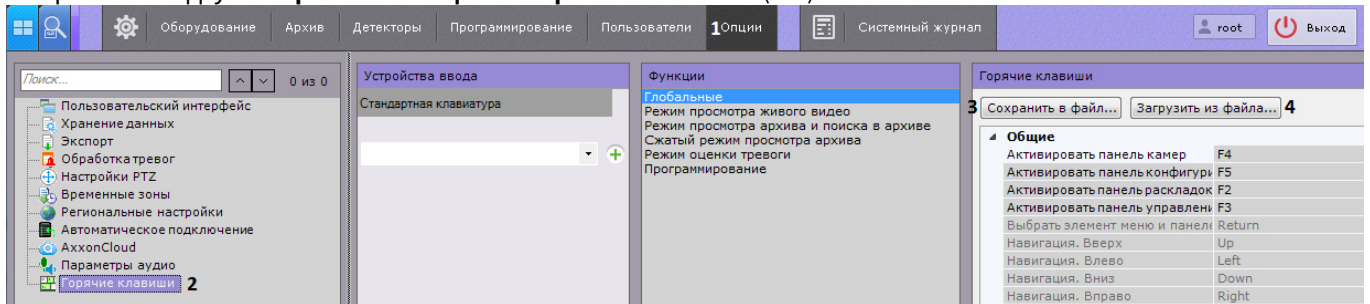 Оборудование Архив Детекторы Программирование Пользователи 1 Опции Системный журнал root Выход
Поиск... 0 из 0
Пользовательский интерфейс
Хранение данных
Экспорт
Обработка тревог
Настройки PTZ
Временные зоны
Региональные настройки
Автоматическое подключение
AxxonCloud
Параметры аудио
Горячие клавиши 2
Устройства ввода
Стандартная клавиатура
Функции
Глобальные
Режим просмотра живого видео
Режим просмотра архива и поиска в архиве
Сжатый режим просмотра архива
Режим оценки тревоги
Программирование
Горячие клавиши
3 Сохранить в файл... Загрузить из файла... 4
Общие
Активировать панель камер F4
Активировать панель конфигури F5
Активировать панель раскладок F2
Активировать панель управлени F3
Выбрать элемент меню и панеле Return
Навигация. Вверх Up
Навигация. Влево Left
Навигация. Вниз Down
Навигация. Вправо Right